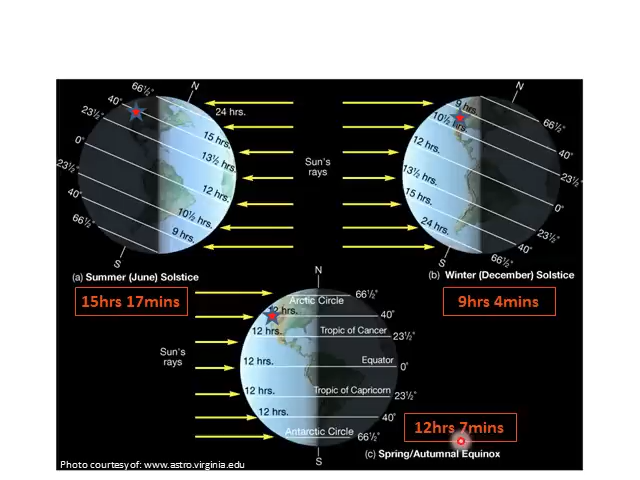 N
66½°
40°
23½°
0°
23½°
40°
66½°
S
24 hrs.
15 hrs.
13½ hrs.
12 hrs.
10½ hrs.
9 hrs.
Sun's
rays
(a) Summer (June) Solstice
15hrs 17mins
N
9 hrs.
10½ hrs.
12 hrs.
13½ hrs.
15 hrs.
24 hrs.
66½°
40°
23½°
0°
23½°
40°
66½°
S
(b) Winter (December) Solstice
9hrs 4mins
N
Arctic Circle 66½°
12 hrs. 40°
12 hrs. Tropic of Cancer 23½°
Sun's
rays
12 hrs. Equator 0°
12 hrs. Tropic of Capricorn 23½°
12 hrs. 40°
Antarctic Circle 66½°
S
12hrs 7mins
(c) Spring/Autumnal Equinox
Photo courtesy of: www.astro.virginia.edu